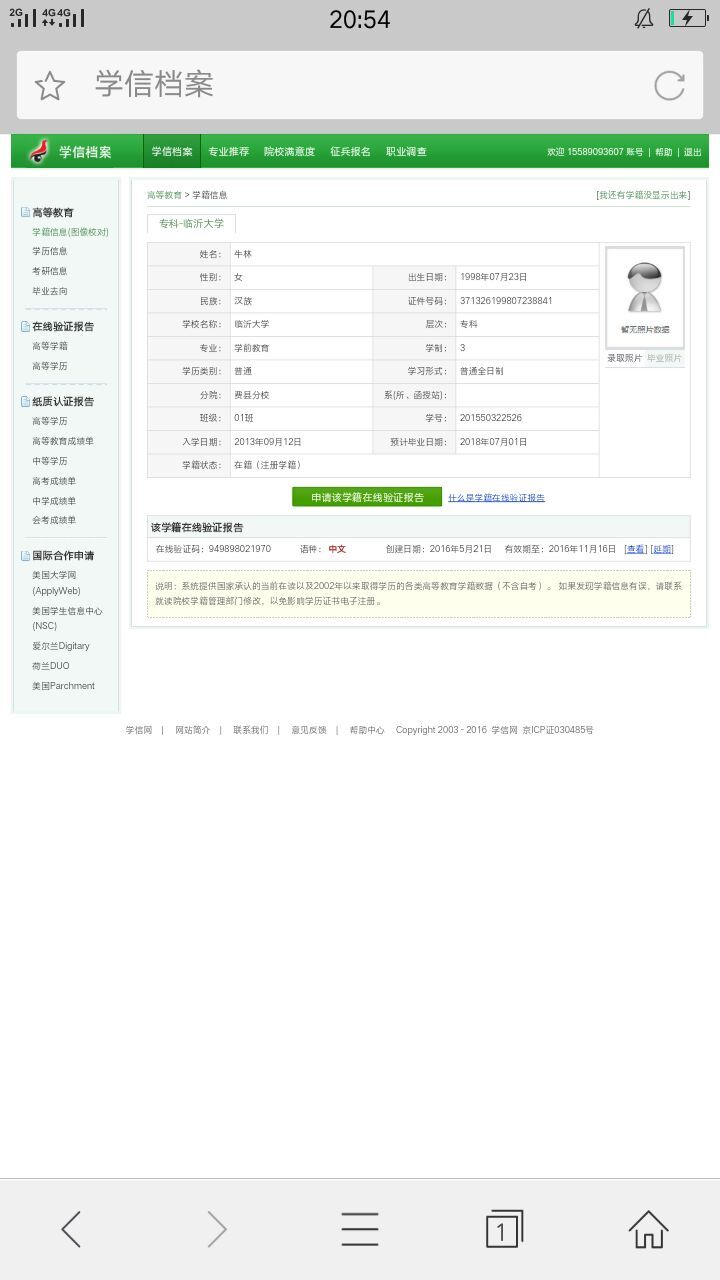 2G 4G 4G 20:54
学信档案
学信档案 学信档案 专业推荐 院校满意度 征兵报名 职业调查 欢迎 15589093607 账号 | 帮助 | 退出
高等教育
学籍信息(图像校对)
学历信息
考研信息
毕业去向
在线验证报告
高等学籍
高等学历
纸质认证报告
高等学历
高等教育成绩单
中等学历
高考成绩单
中学成绩单
会考成绩单
国际合作申请
美国大学网
(ApplyWeb)
美国学生信息中心
(NSC)
爱尔兰Digitary
荷兰DUO
美国Parchment
高等教育 > 学籍信息 [我还有学籍没显示出来]
专科-临沂大学
姓名: 牛林
性别: 女 出生日期: 1998年07月23日
民族: 汉族 证件号码: 371326199807238841
学校名称: 临沂大学 层次: 专科
专业: 学前教育 学制: 3
学历类别: 普通 学习形式: 普通全日制
分院: 费县分校 系(所、函授站):
班级: 01班 学号: 201550322526
入学日期: 2013年09月12日 预计毕业日期: 2018年07月01日
学籍状态: 在籍（注册学籍）
暂无照片数据
录取照片 毕业照片
申请该学籍在线验证报告 什么是学籍在线验证报告
该学籍在线验证报告
在线验证码: 949898021970 语种: 中文 创建日期: 2016年5月21日 有效期至: 2016年11月16日 [查看] [延期]
说明：系统提供国家承认的当前在读以及2002年以来取得学历的各类高等教育学籍数据（不含自考）。 如果发现学籍信息有误，请联系
就读院校学籍管理部门修改，以免影响学历证书电子注册。
学信网 | 网站简介 | 联系我们 | 意见反馈 | 帮助中心 Copyright 2003 - 2016 学信网 京ICP证030485号
1